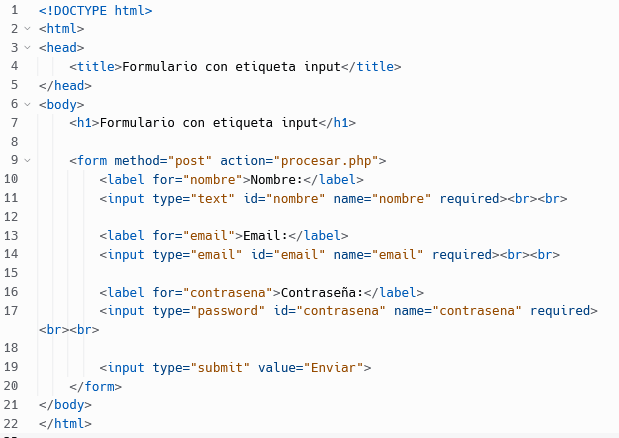 1 <!DOCTYPE html>
2 <html>
3 <head>
4 <title>Formulario con etiqueta input</title>
5 </head>
6 <body>
7 <h1>Formulario con etiqueta input</h1>
8
9 <form method="post" action="procesar.php">
10 <label for="nombre">Nombre:</label>
11 <input type="text" id="nombre" name="nombre" required><br><br>
12
13 <label for="email">Email:</label>
14 <input type="email" id="email" name="email" required><br><br>
15
16 <label for="contrasena">Contraseña:</label>
17 <input type="password" id="contrasena" name="contrasena" required>
<br><br>
18
19 <input type="submit" value="Enviar">
20 </form>
21 </body>
22 </html>